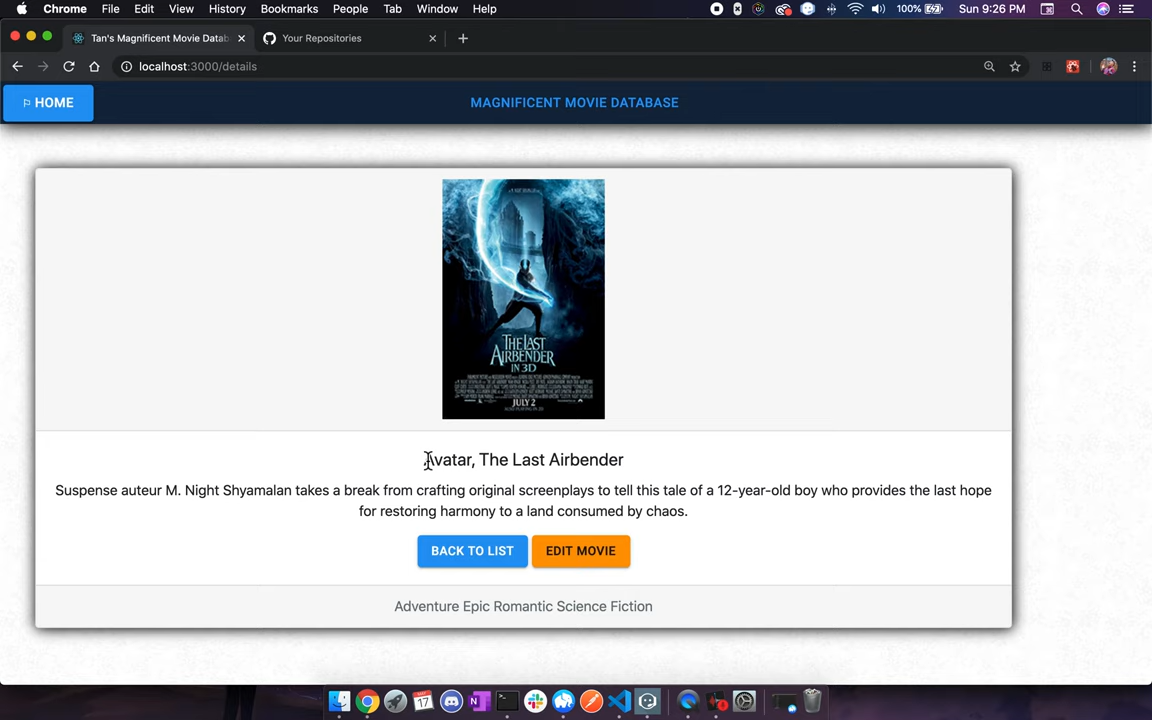 Chrome File Edit View History Bookmarks People Tab Window Help 100% Sun 9:26 PM
Tan's Magnificent Movie Datab Your Repositories
localhost:3000/details
HOME MAGNIFICENT MOVIE DATABASE
THE LAST
AIRBENDER
IN 3D
JULY 2
Avatar, The Last Airbender
Suspense auteur M. Night Shyamalan takes a break from crafting original screenplays to tell this tale of a 12-year-old boy who provides the last hope
for restoring harmony to a land consumed by chaos.
BACK TO LIST EDIT MOVIE
Adventure Epic Romantic Science Fiction
17